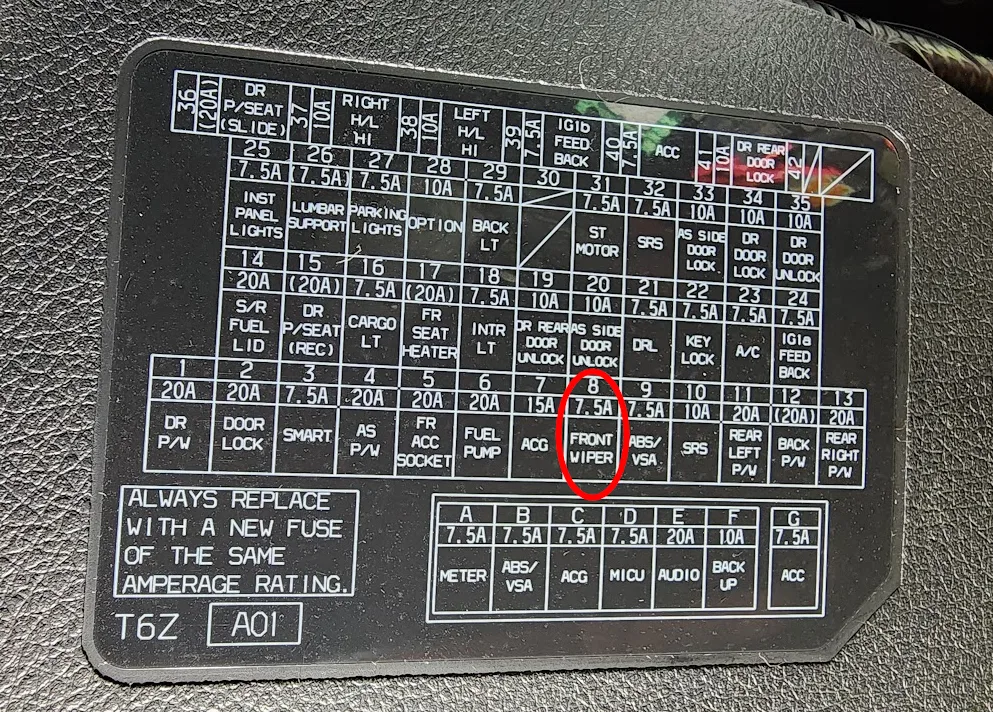 36 (20A) DR P/SEAT (SLIDE) 37 10A RIGHT H/L HI 38 10A LEFT H/L HI 39 7.5A IG1b FEED BACK 40 7.5A ACC 41 10A DR REAR DOOR LOCK 42
25 26 27 28 29 30 31 32 33 34 35
7.5A (7.5A) 7.5A 10A 7.5A 7.5A 7.5A 10A 10A 10A
INST PANEL LIGHTS LUMBAR SUPPORT PARKING LIGHTS OPTION BACK LT ST MOTOR SRS AS SIDE DOOR LOCK DR DOOR LOCK DR DOOR UNLOCK
14 15 16 17 18 19 20 21 22 23 24
20A (20A) 7.5A (20A) 7.5A 10A 10A 7.5A 7.5A 7.5A 7.5A
S/R FUEL LID DR P/SEAT (REC) CARGO LT FR SEAT HEATER INTR LT DR REAR DOOR UNLOCK AS SIDE DOOR UNLOCK DRL KEY LOCK A/C IG1a FEED BACK
1 2 3 4 5 6 7 8 9 10 11 12 13
20A 20A 7.5A 20A 20A 20A 15A 7.5A 7.5A 10A 20A (20A) 20A
DR P/W DOOR LOCK SMART AS P/W FR ACC SOCKET FUEL PUMP ACG FRONT WIPER ABS/VSA SRS REAR LEFT P/W BACK P/W REAR RIGHT P/W
ALWAYS REPLACE
WITH A NEW FUSE
OF THE SAME
AMPERAGE RATING.
T6Z A01
A B C D E F G
7.5A 7.5A 7.5A 7.5A 20A 10A 7.5A
METER ABS/VSA ACG MICU AUDIO BACK UP ACC